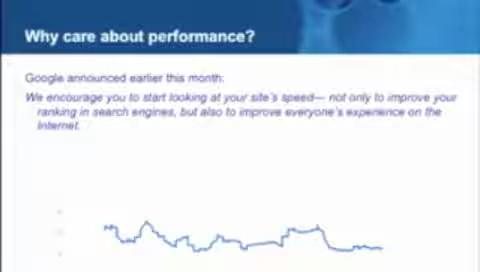 Why care about performance?
Google announced earlier this month:
We encourage you to start looking at your site's speed— not only to improve your
ranking in search engines, but also to improve everyone's experience on the
Internet.